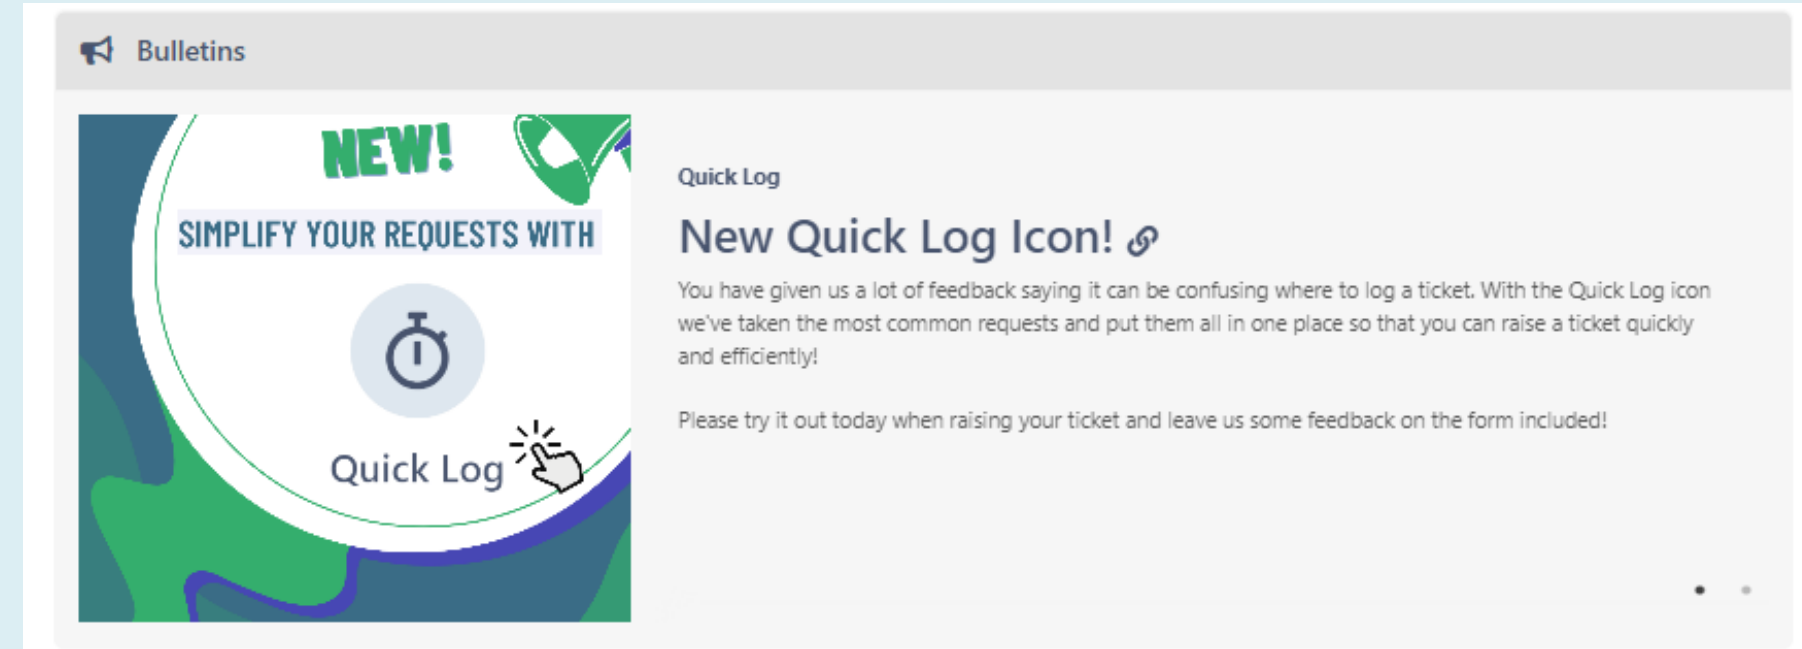 Bulletins
NEW!
SIMPLIFY YOUR REQUESTS WITH
Quick Log
Quick Log
New Quick Log Icon!
You have given us a lot of feedback saying it can be confusing where to log a ticket. With the Quick Log icon
we've taken the most common requests and put them all in one place so that you can raise a ticket quickly
and efficiently!
Please try it out today when raising your ticket and leave us some feedback on the form included!